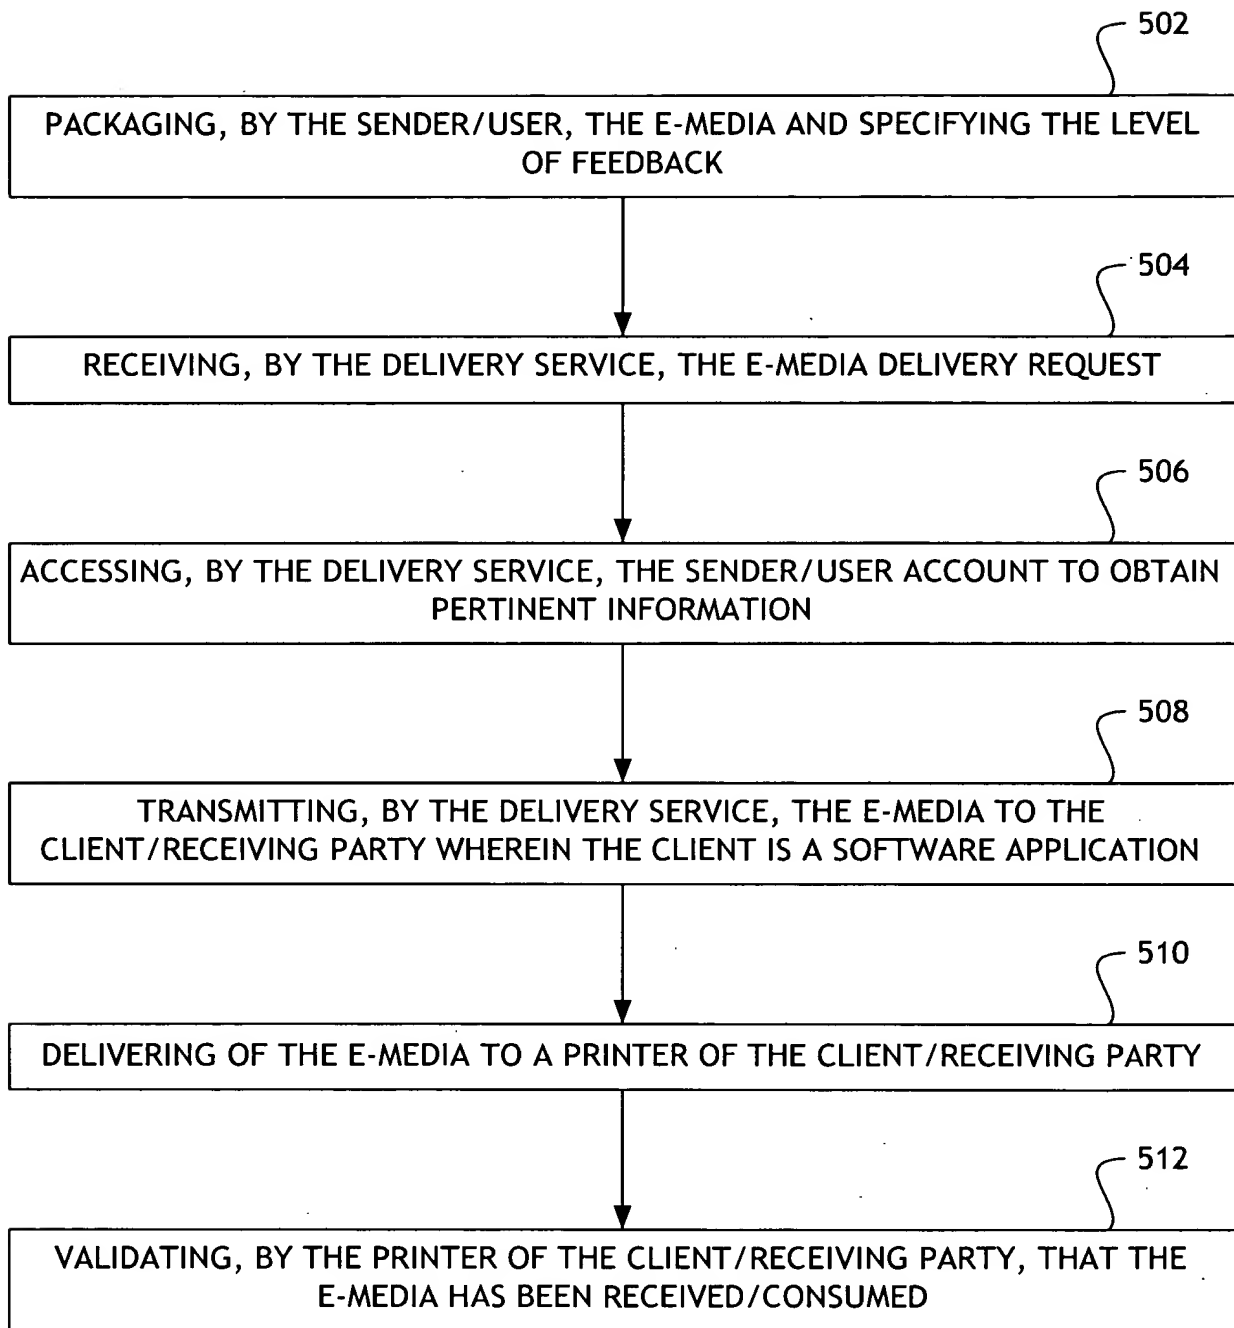 502
PACKAGING, BY THE SENDER/USER, THE E-MEDIA AND SPECIFYING THE LEVEL
OF FEEDBACK
504
RECEIVING, BY THE DELIVERY SERVICE, THE E-MEDIA DELIVERY REQUEST
506
ACCESSING, BY THE DELIVERY SERVICE, THE SENDER/USER ACCOUNT TO OBTAIN
PERTINENT INFORMATION
508
TRANSMITTING, BY THE DELIVERY SERVICE, THE E-MEDIA TO THE
CLIENT/RECEIVING PARTY WHEREIN THE CLIENT IS A SOFTWARE APPLICATION
510
DELIVERING OF THE E-MEDIA TO A PRINTER OF THE CLIENT/RECEIVING PARTY
512
VALIDATING, BY THE PRINTER OF THE CLIENT/RECEIVING PARTY, THAT THE
E-MEDIA HAS BEEN RECEIVED/CONSUMED